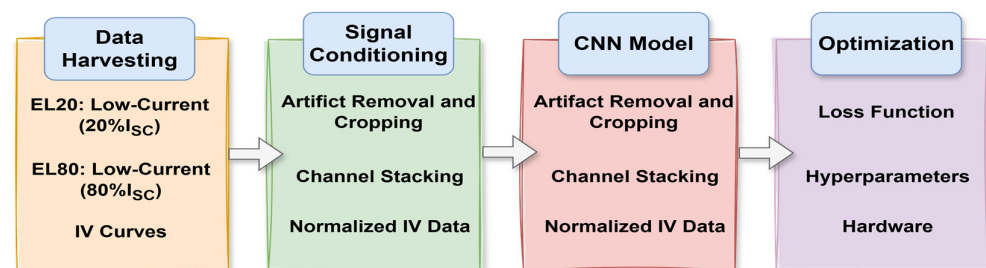 Data
Harvesting
EL20: Low-Current
(20%ISC)
EL80: Low-Current
(80%ISC)
IV Curves
Signal
Conditioning
Artifict Removal and
Cropping
Channel Stacking
Normalized IV Data
CNN Model
Artifact Removal and
Cropping
Channel Stacking
Normalized IV Data
Optimization
Loss Function
Hyperparameters
Hardware